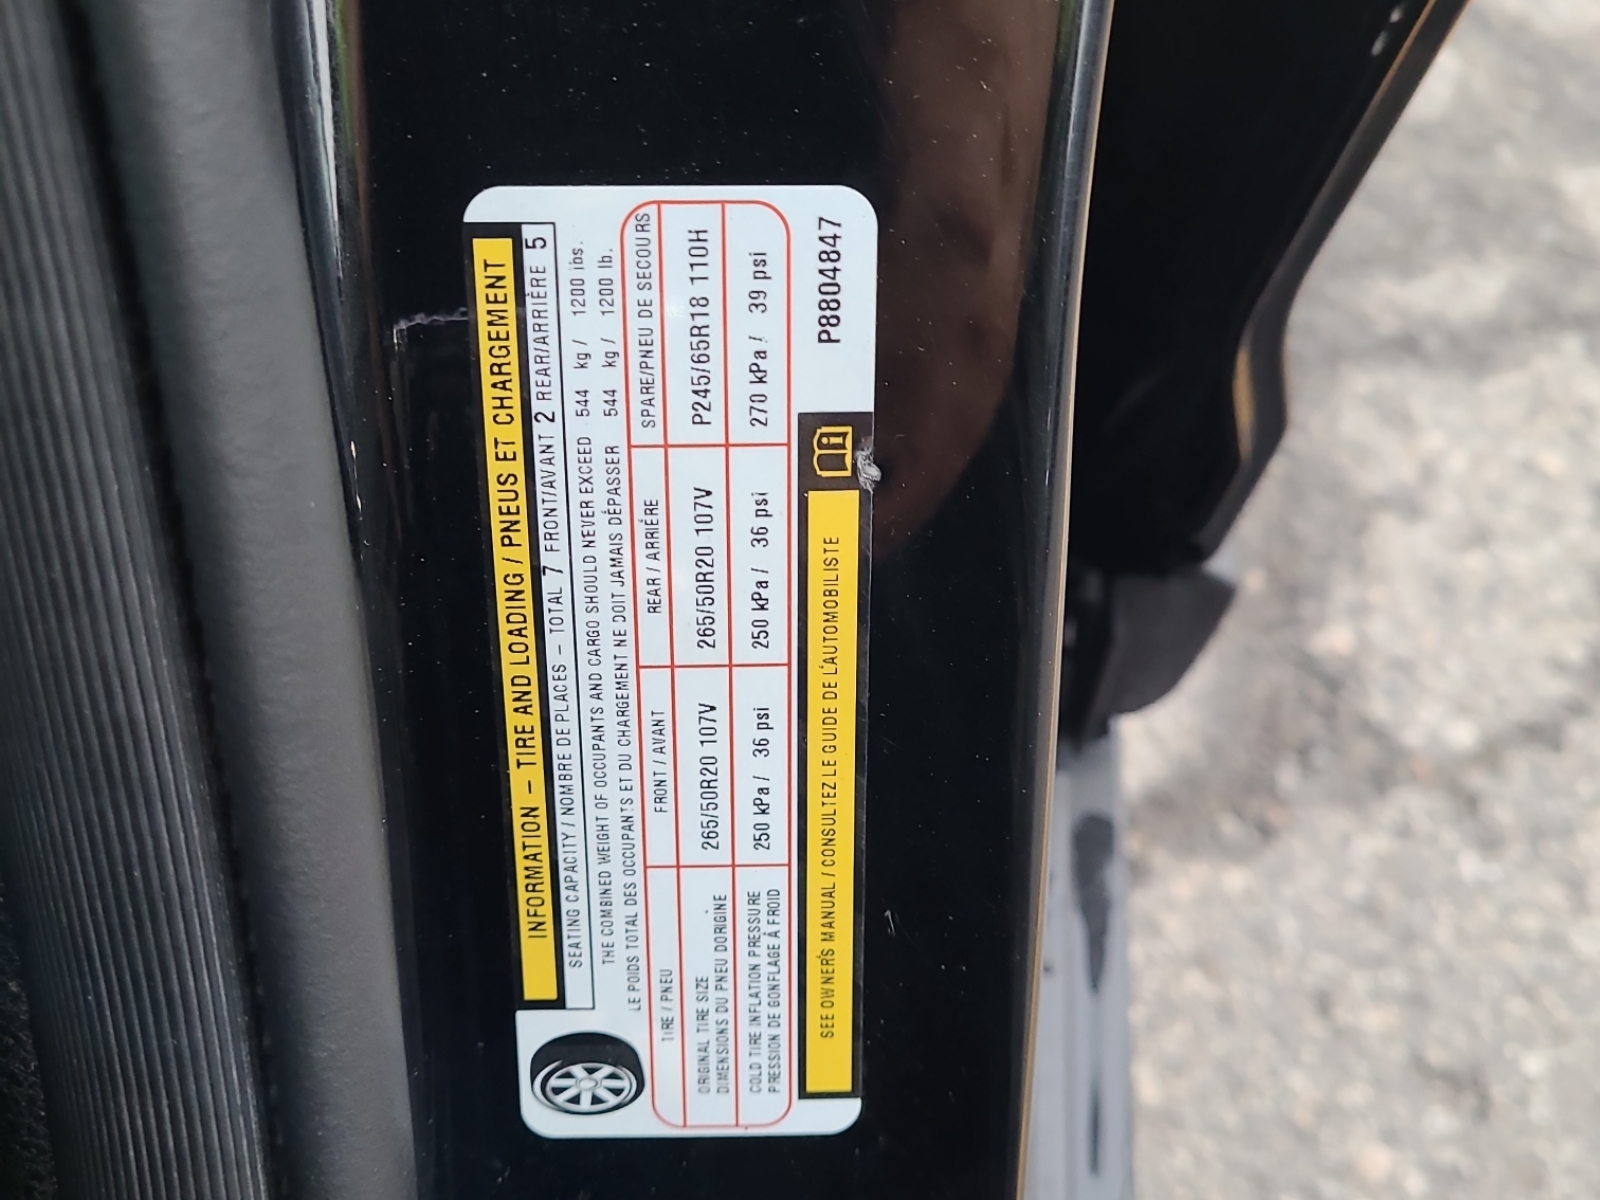 INFORMATION – TIRE AND LOADING / PNEUS ET CHARGEMENT
SEATING CAPACITY / NOMBRE DE PLACES – TOTAL 7 FRONT/AVANT 2 REAR/ARRIÈRE 5
THE COMBINED WEIGHT OF OCCUPANTS AND CARGO SHOULD NEVER EXCEED 544 kg / 1200 lbs.
LE POIDS TOTAL DES OCCUPANTS ET DU CHARGEMENT NE DOIT JAMAIS DÉPASSER 544 kg / 1200 lb.
TIRE / PNEU FRONT / AVANT REAR / ARRIÉRE SPARE/PNEU DE SECOURS
ORIGINAL TIRE SIZE
DIMENSIONS DU PNEU D'ORIGINE 265/50R20 107V 265/50R20 107V P245/65R18 110H
COLD TIRE INFLATION PRESSURE
PRESSION DE GONFLAGE À FROID 250 kPa / 36 psi 250 kPa / 36 psi 270 kPa / 39 psi
SEE OWNER'S MANUAL / CONSULTEZ LE GUIDE DE L'AUTOMOBILISTE
P8804847